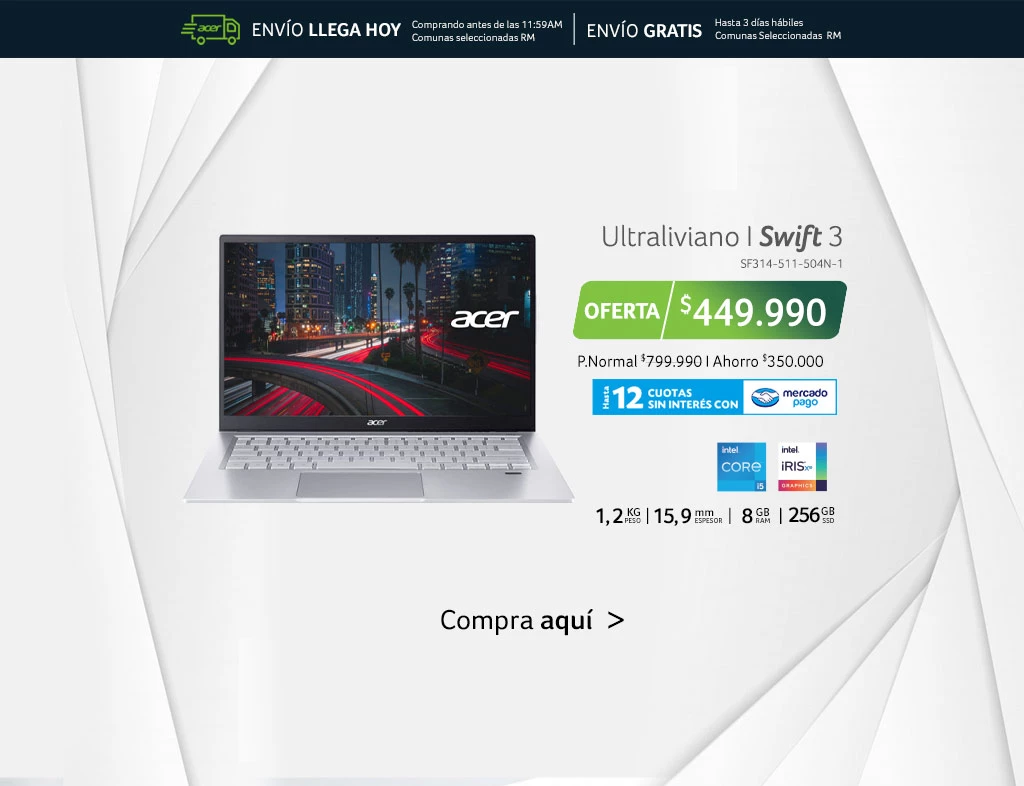 acer
ENVÍO LLEGA HOY
Comprando antes de las 11:59AM
Comunas seleccionadas RM
ENVÍO GRATIS
Hasta 3 días hábiles
Comunas Seleccionadas RM
Ultraliviano I Swift 3
SF314-511-504N-1
OFERTA $449.990
P.Normal $799.990 I Ahorro $350.000
Hasta 12 CUOTAS
SIN INTERÉS CON
mercado
pago
acer
acer
intel
CORE
i5
intel.
iRIS Xe
GRAPHICS
1,2 KG PESO | 15,9 mm ESPESOR | 8 GB RAM | 256 GB SSD
Compra aquí >